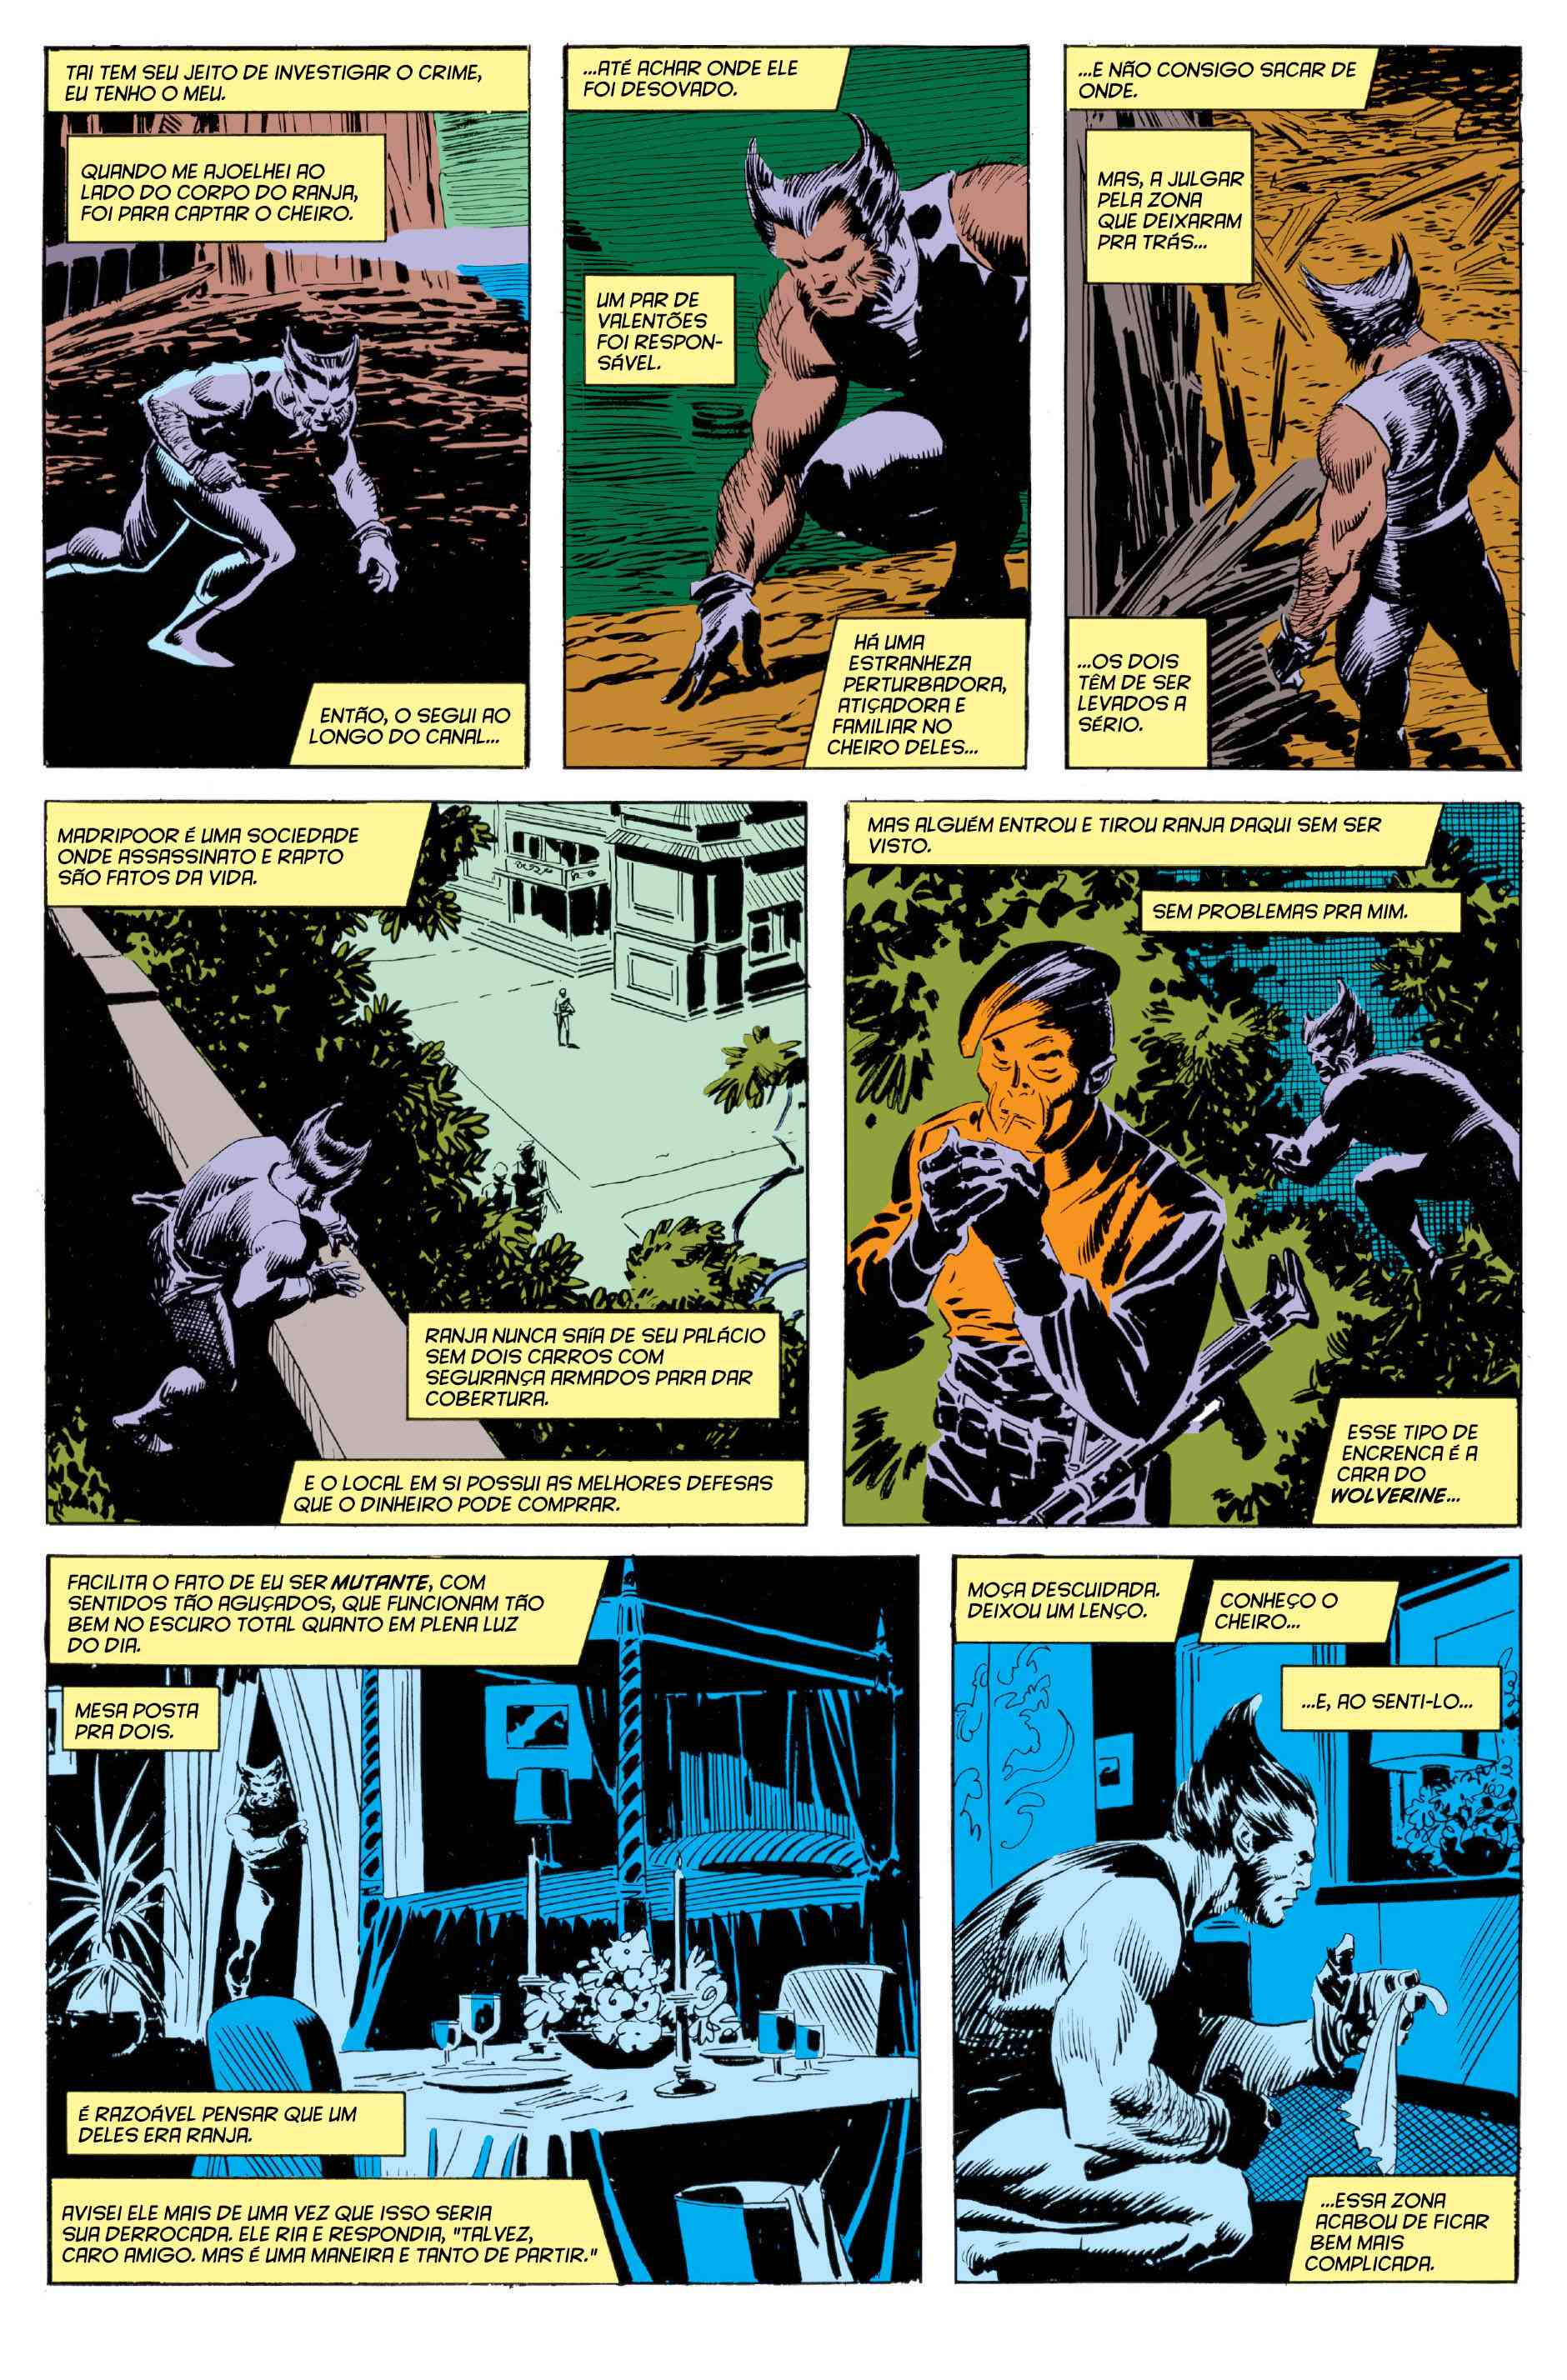 TAI TEM SEU JEITO DE INVESTIGAR O CRIME,
EU TENHO O MEU.
QUANDO ME AJOELHEI AO
LADO DO CORPO DO RANJA,
FOI PARA CAPTAR O CHEIRO.
ENTÃO, O SEGUI AO
LONGO DO CANAL...
...ATÉ ACHAR ONDE ELE
FOI DESOVADO.
UM PAR DE
VALENTÕES
FOI RESPON-
SÁVEL.
HÁ UMA
ESTRANHEZA
PERTURBADORA,
ATIÇADORA E
FAMILIAR NO
CHEIRO DELES...
...E NÃO CONSIGO SACAR DE
ONDE.
MAS, A JULGAR
PELA ZONA
QUE DEIXARAM
PRA TRÁS...
...OS DOIS
TÊM DE SER
LEVADOS A
SÉRIO.
MADRIPOOR É UMA SOCIEDADE
ONDE ASSASSINATO E RAPTO
SÃO FATOS DA VIDA.
RANJA NUNCA SAÍA DE SEU PALÁCIO
SEM DOIS CARROS COM
SEGURANÇA ARMADOS PARA DAR
COBERTURA.
E O LOCAL EM SI POSSUI AS MELHORES DEFESAS
QUE O DINHEIRO PODE COMPRAR.
MAS ALGUÉM ENTROU E TIROU RANJA DAQUI SEM SER
VISTO.
SEM PROBLEMAS PRA MIM.
ESSE TIPO DE
ENCRENCA É A
CARA DO
WOLVERINE...
FACILITA O FATO DE EU SER MUTANTE, COM
SENTIDOS TÃO AGUÇADOS, QUE FUNCIONAM TÃO
BEM NO ESCURO TOTAL QUANTO EM PLENA LUZ
DO DIA.
MESA POSTA
PRA DOIS.
É RAZOÁVEL PENSAR QUE UM
DELES ERA RANJA.
AVISEI ELE MAIS DE UMA VEZ QUE ISSO SERIA
SUA DERROCADA. ELE RIA E RESPONDIA, "TALVEZ,
CARO AMIGO. MAS É UMA MANEIRA E TANTO DE PARTIR."
MOÇA DESCUIDADA.
DEIXOU UM LENÇO.
CONHEÇO O
CHEIRO...
...E, AO SENTI-LO...
...ESSA ZONA
ACABOU DE FICAR
BEM MAIS
COMPLICADA.